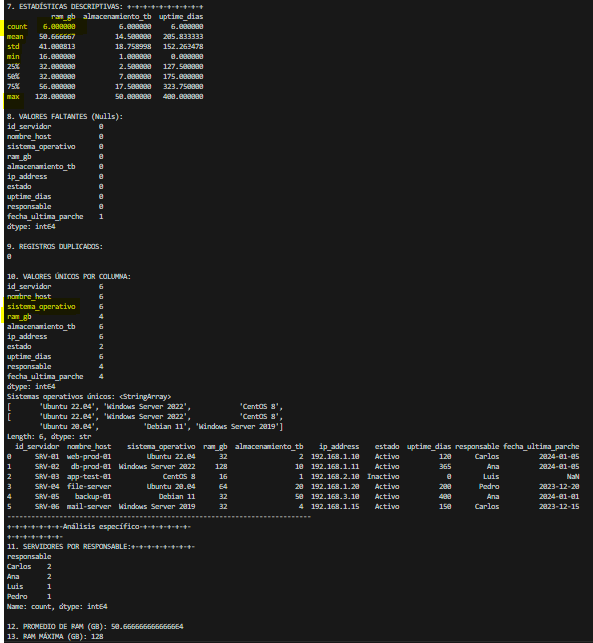 7. ESTADÍSTICAS DESCRIPTIVAS: +-+-+-+-+-+-+-+-+-+
ram_gb almacenamiento_tb uptime_dias
count 6.000000 6.000000 6.000000
mean 50.666667 14.500000 205.833333
std 41.008813 18.758998 152.263478
min 16.000000 1.000000 0.000000
25% 32.000000 2.500000 127.500000
50% 32.000000 7.000000 175.000000
75% 56.000000 17.500000 323.750000
max 128.000000 50.000000 400.000000
8. VALORES FALTANTES (Nulls):
id_servidor 0
nombre_host 0
sistema_operativo 0
ram_gb 0
almacenamiento_tb 0
ip_address 0
estado 0
uptime_dias 0
responsable 0
fecha_ultima_parche 1
dtype: int64
9. REGISTROS DUPLICADOS:
0
10. VALORES ÚNICOS POR COLUMNA:
id_servidor 6
nombre_host 6
sistema_operativo 6
ram_gb 4
almacenamiento_tb 6
ip_address 6
estado 2
uptime_dias 6
responsable 4
fecha_ultima_parche 4
dtype: int64
Sistemas operativos únicos: <StringArray>
[ 'Ubuntu 22.04', 'Windows Server 2022', 'CentOS 8',
[ 'Ubuntu 22.04', 'Windows Server 2022', 'CentOS 8',
'Ubuntu 20.04', 'Debian 11', 'Windows Server 2019']
Length: 6, dtype: str
id_servidor nombre_host sistema_operativo ram_gb almacenamiento_tb ip_address estado uptime_dias responsable fecha_ultima_parche
0 SRV-01 web-prod-01 Ubuntu 22.04 32 2 192.168.1.10 Activo 120 Carlos 2024-01-05
1 SRV-02 db-prod-01 Windows Server 2022 128 10 192.168.1.11 Activo 365 Ana 2024-01-05
2 SRV-03 app-test-01 CentOS 8 16 1 192.168.2.10 Inactivo 0 Luis NaN
3 SRV-04 file-server Ubuntu 20.04 64 20 192.168.1.20 Activo 200 Pedro 2023-12-20
4 SRV-05 backup-01 Debian 11 32 50 192.168.3.10 Activo 400 Ana 2024-01-01
5 SRV-06 mail-server Windows Server 2019 32 4 192.168.1.15 Activo 150 Carlos 2023-12-15
----------------------------------------------------------------------
+-+-+-+-+-+-+-Análisis específico+-+-+-+-+-+-
+-+-+-+-+-+-+-
11. SERVIDORES POR RESPONSABLE:+-+-+-+-+-+-+-+-
responsable
Carlos 2
Ana 2
Luis 1
Pedro 1
Name: count, dtype: int64
12. PROMEDIO DE RAM (GB): 50.666666666666664
13. RAM MÁXIMA (GB): 128